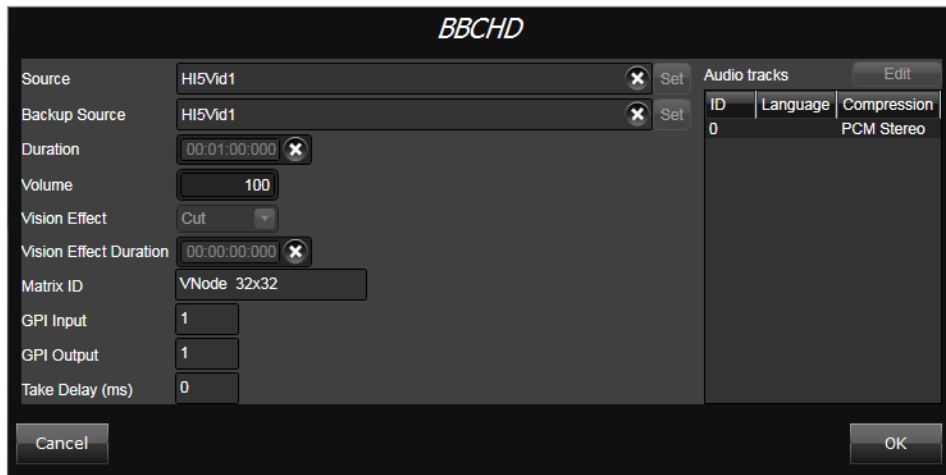 BBCHD
Source HI5Vid1 Set
Backup Source HI5Vid1 Set
Duration 00:01:00:000
Volume 100
Vision Effect Cut
Vision Effect Duration 00:00:00:000
Matrix ID VNode 32x32
GPI Input 1
GPI Output 1
Take Delay (ms) 0
Audio tracks Edit
ID Language Compression
0 PCM Stereo
Cancel OK